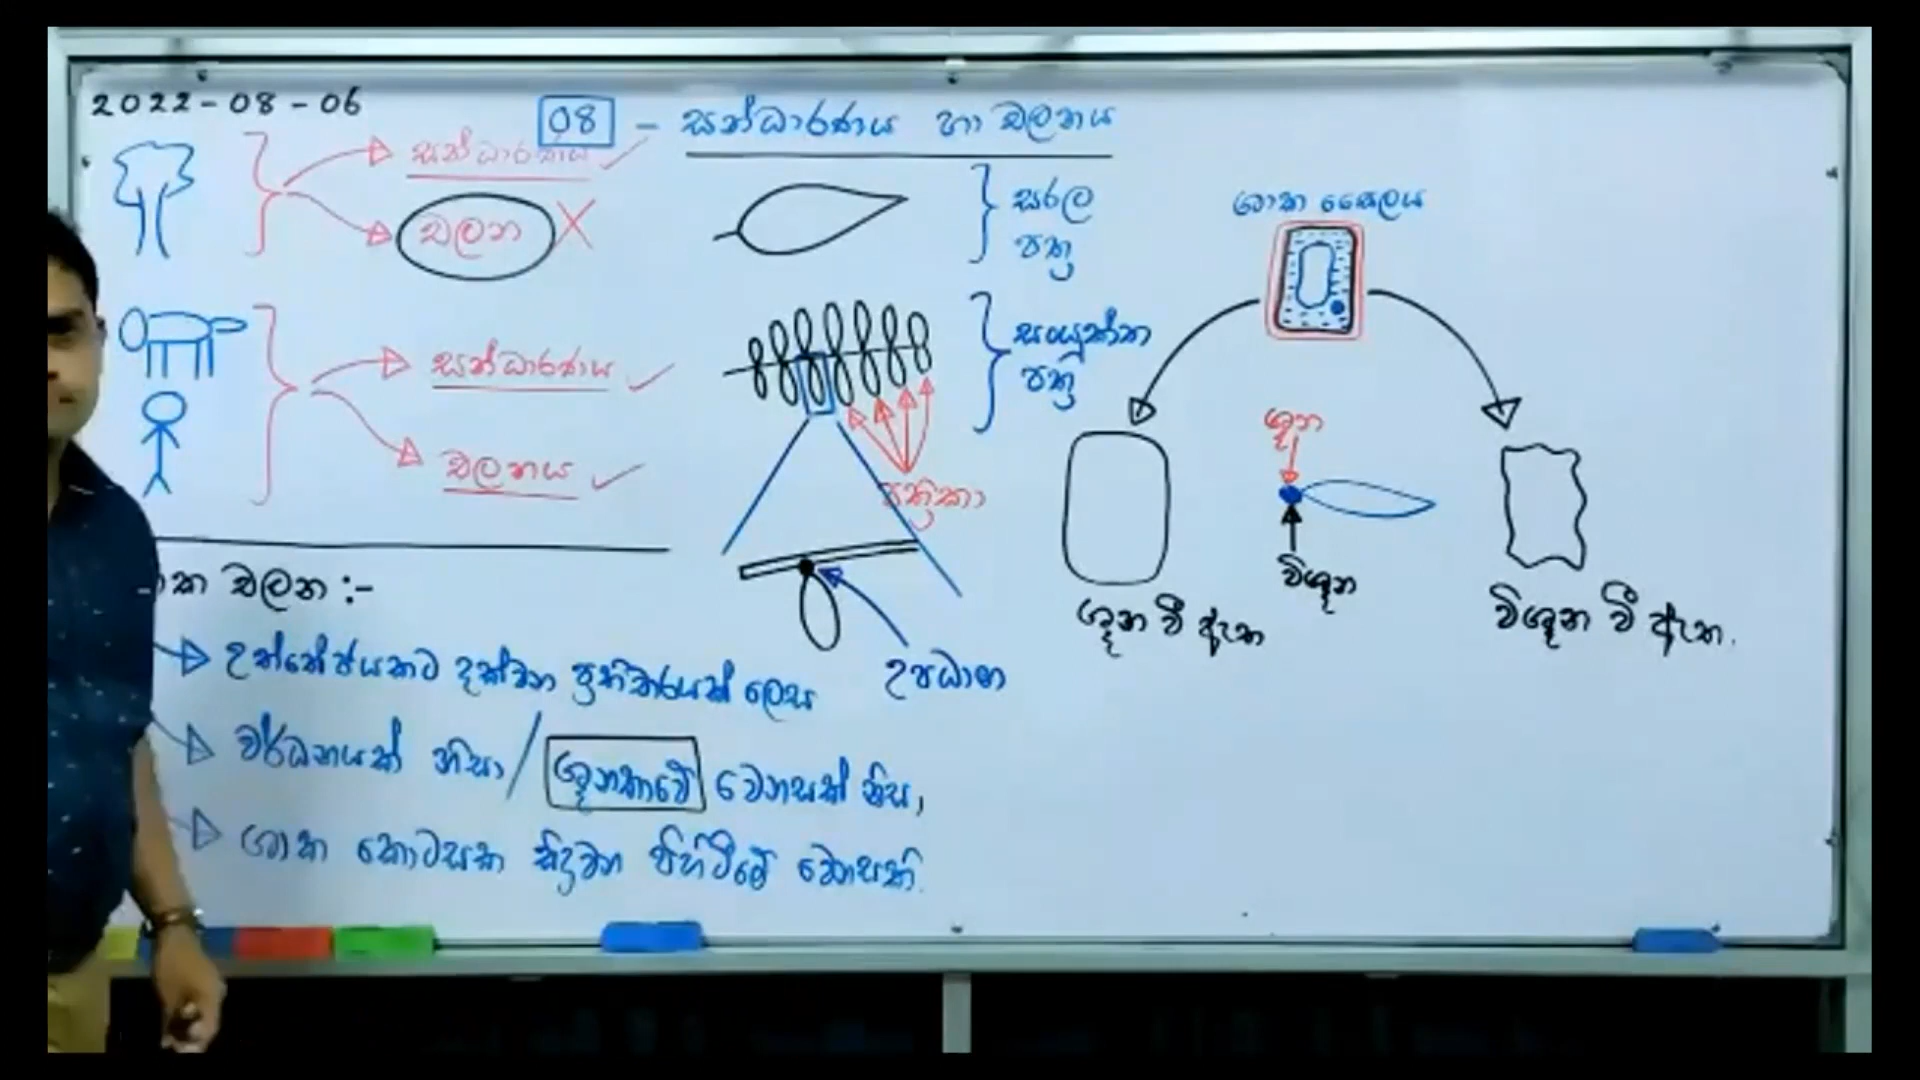 2022-08-06
08 - සන්ධාරණය හා චලනය
සන්ධාරණය
චලන
සරල
පත්‍ර
සන්ධාරණය
චලනය
සංයුක්ත
පත්‍ර
පත්‍රිකා
ශාක සෛලය
ශූන
විශූන
ශූන වී ඇත
විශූන වී ඇත.
චලන :-
උත්තේජයකට දක්වන ප්‍රතිචාරයක් ලෙස
උපධාන
වර්ධනයක් නිසා / ශූනතාවේ වෙනසක් නිසා
ශාක කොටසක සිදුවන පිහිටීමේ වෙනසකි.